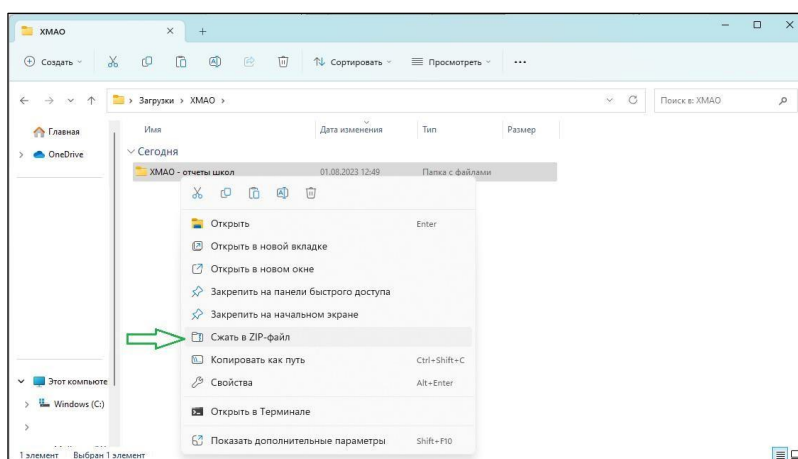 ХМАО
Создать
Сортировать
Просмотреть
Загрузки > ХМАО >
Поиск в: ХМАО
Главная
OneDrive
Имя Дата изменения Тип Размер
Сегодня
ХМАО - отчеты школ 01.08.2023 12:49 Папка с файлами
Открыть Enter
Открыть в новой вкладке
Открыть в новом окне
Закрепить на панели быстрого доступа
Закрепить на начальном экране
Сжать в ZIP-файл
Копировать как путь Ctrl+Shift+C
Свойства Alt+Enter
Открыть в Терминале
Показать дополнительные параметры Shift+F10
Этот компьюте
Windows (C:)
1 элемент Выбран 1 элемент